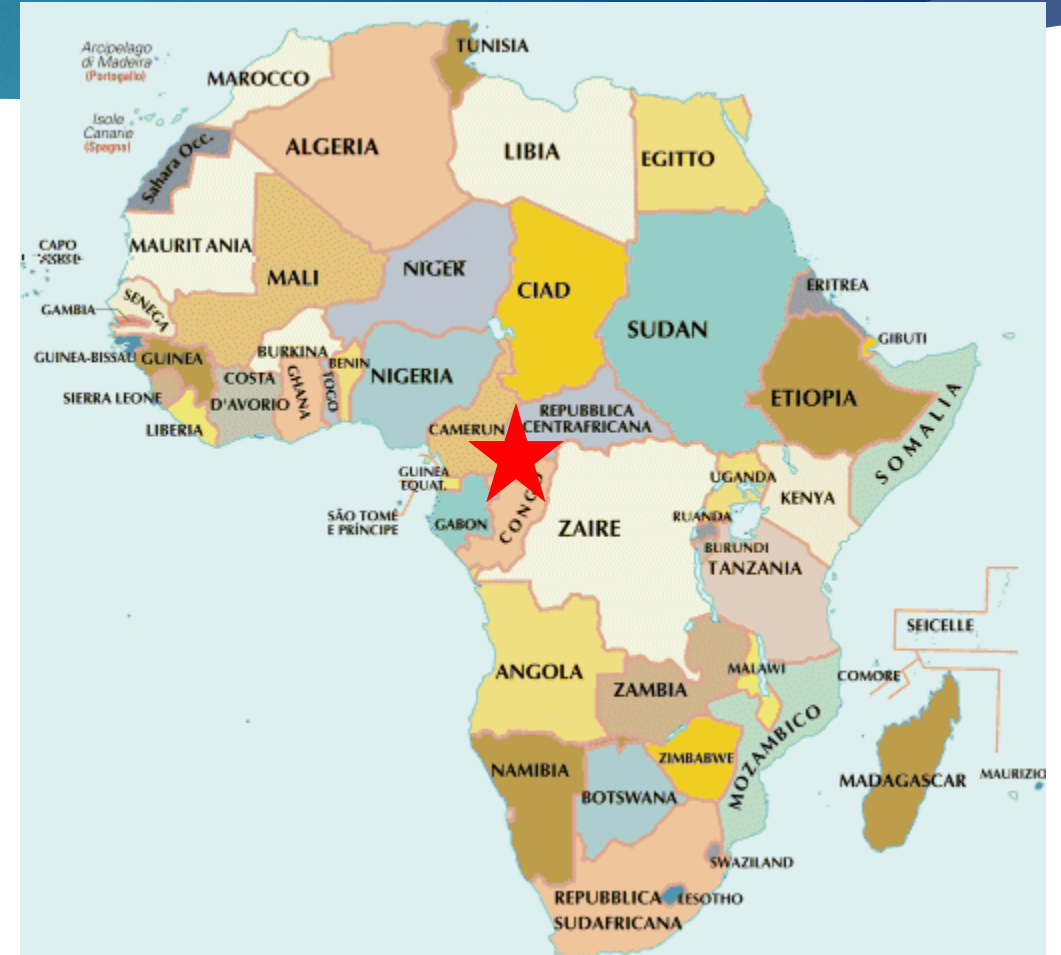 TUNISIA
Arcipelago
di Madeira
(Portogallo)
MAROCCO
Isole
Canarie
(Spagna)
ALGERIA
LIBIA
EGITTO
Sahara Occ.
MAURITANIA
CAPO
MALI
NIGER
CIAD
SUDAN
ERITREA
SENEGA
GAMBIA
GIBUTI
GUINEA-BISSAU
GUINEA
BURKINA
BENIN
NIGERIA
COSTA
D'AVORIO
GHANA
TOGO
SIERRA LEONE
LIBERIA
ETIOPIA
SOMALIA
REPUBBLICA
CENTRAFRICANA
CAMERUN
GUINEA
EQUAT.
SÃO TOMÉ
E PRÍNCIPE
GABON
CONGO
ZAIRE
UGANDA
KENYA
RUANDA
BURUNDI
TANZANIA
SEICELLE
ANGOLA
ZAMBIA
MALAWI
COMORE
MOZAMBICO
ZIMBABWE
NAMIBIA
BOTSWANA
MADAGASCAR
MAURIZIO
SWAZILAND
REPUBBLICA
SUDAFRICANA
LESOTHO